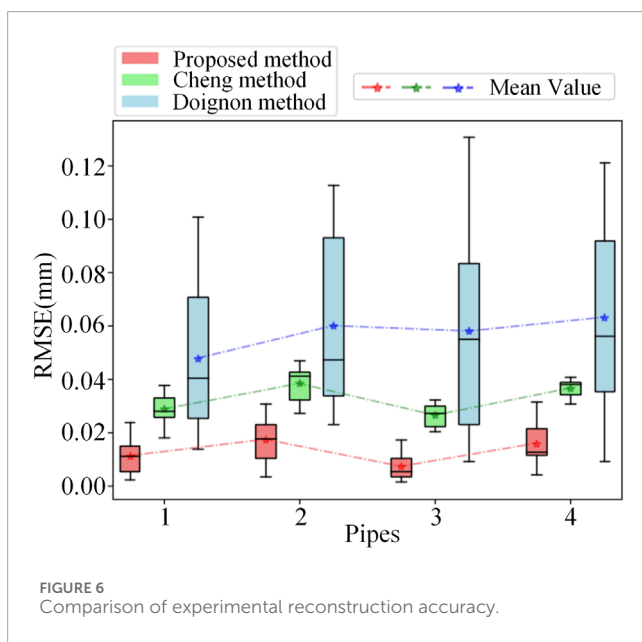 Proposed method
Cheng method
Doignon method
Mean Value
RMSE(mm)
0.12
0.10
0.08
0.06
0.04
0.02
0.00
1 2 3 4
Pipes
FIGURE 6
Comparison of experimental reconstruction accuracy.